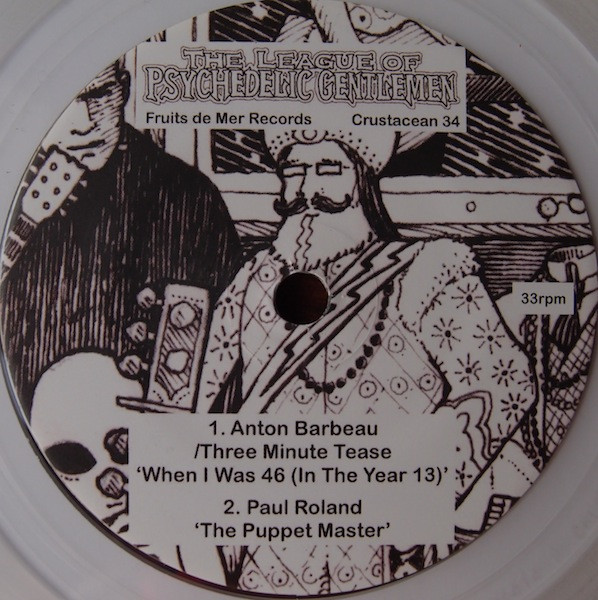 THE LEAGUE OF
PSYCHEDELIC GENTLEMEN
Fruits de Mer Records Crustacean 34
33rpm
1. Anton Barbeau
/Three Minute Tease
‘When I Was 46 (In The Year 13)’
2. Paul Roland
‘The Puppet Master’